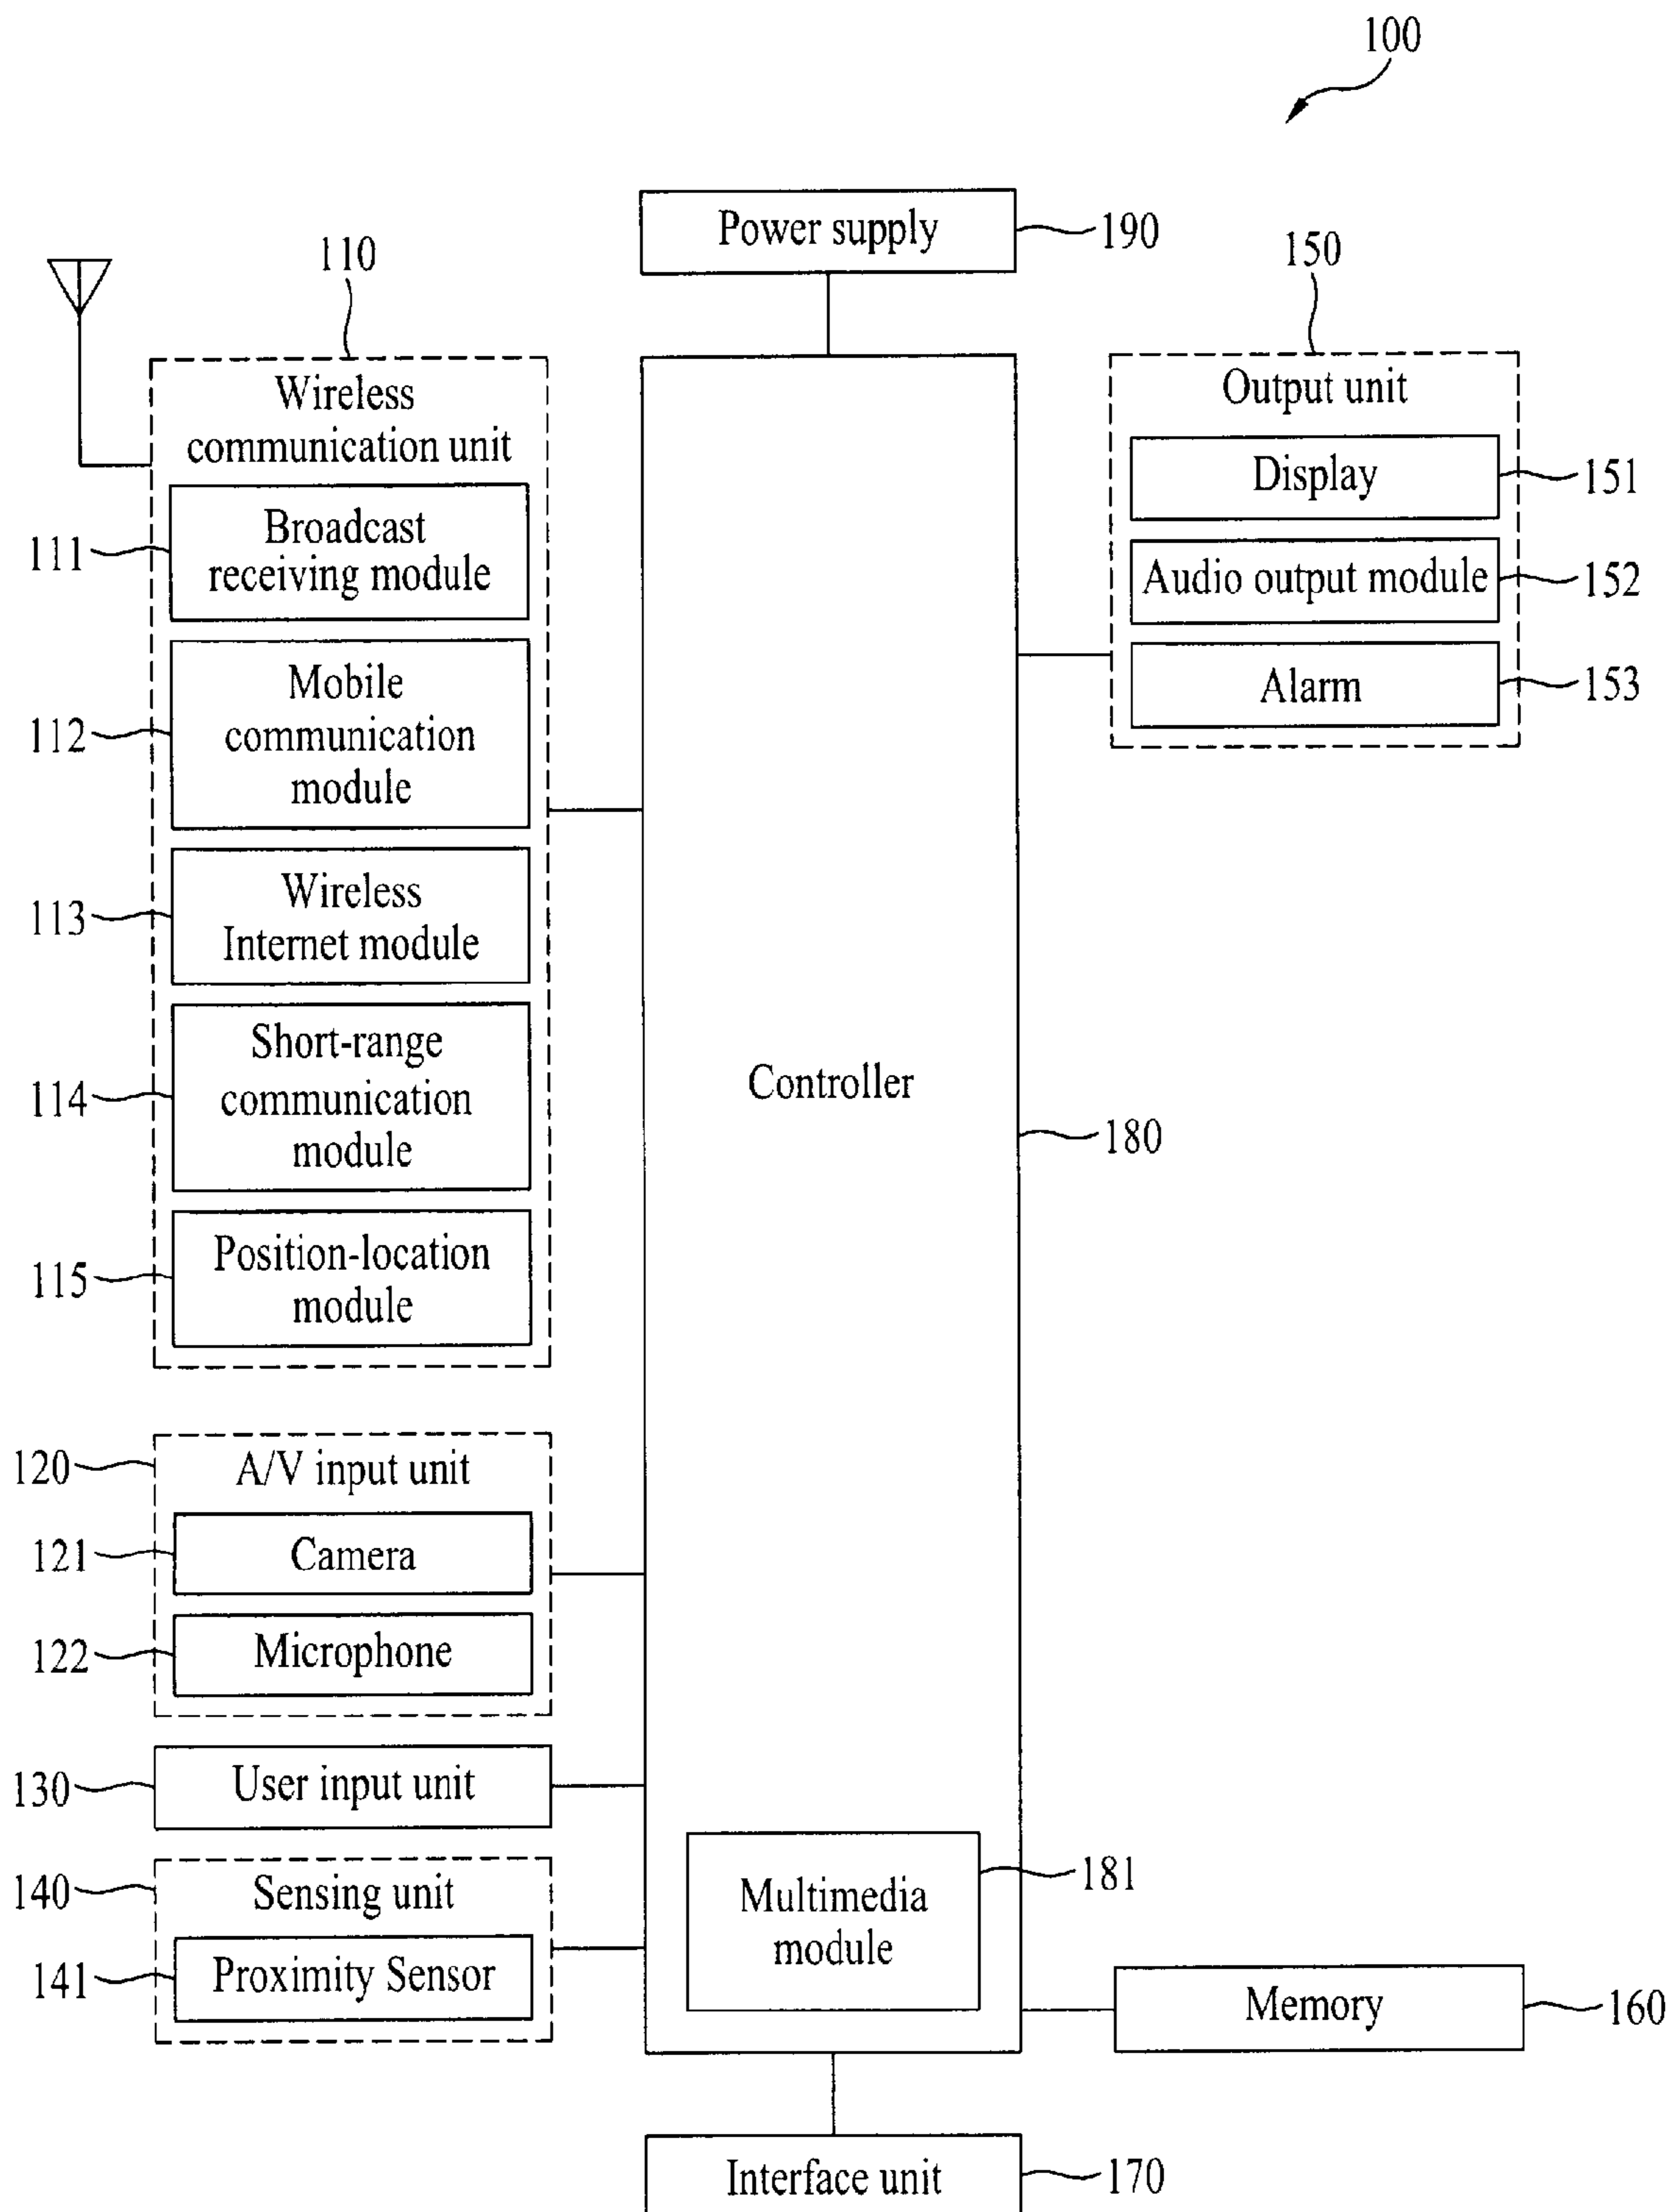 100
Power supply
190
110
Wireless
communication unit
111
Broadcast
receiving module
112
Mobile
communication
module
113
Wireless
Internet module
114
Short-range
communication
module
115
Position-location
module
120
A/V input unit
121
Camera
122
Microphone
130
User input unit
140
Sensing unit
141
Proximity Sensor
Controller
180
Multimedia
module
181
150
Output unit
Display
151
Audio output module
152
Alarm
153
Memory
160
Interface unit
170